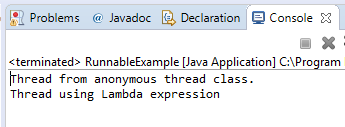 Problems @ Javadoc Declaration Console
<terminated> RunnableExample [Java Application] C:\Program
Thread from anonymous thread class.
Thread using Lambda expression